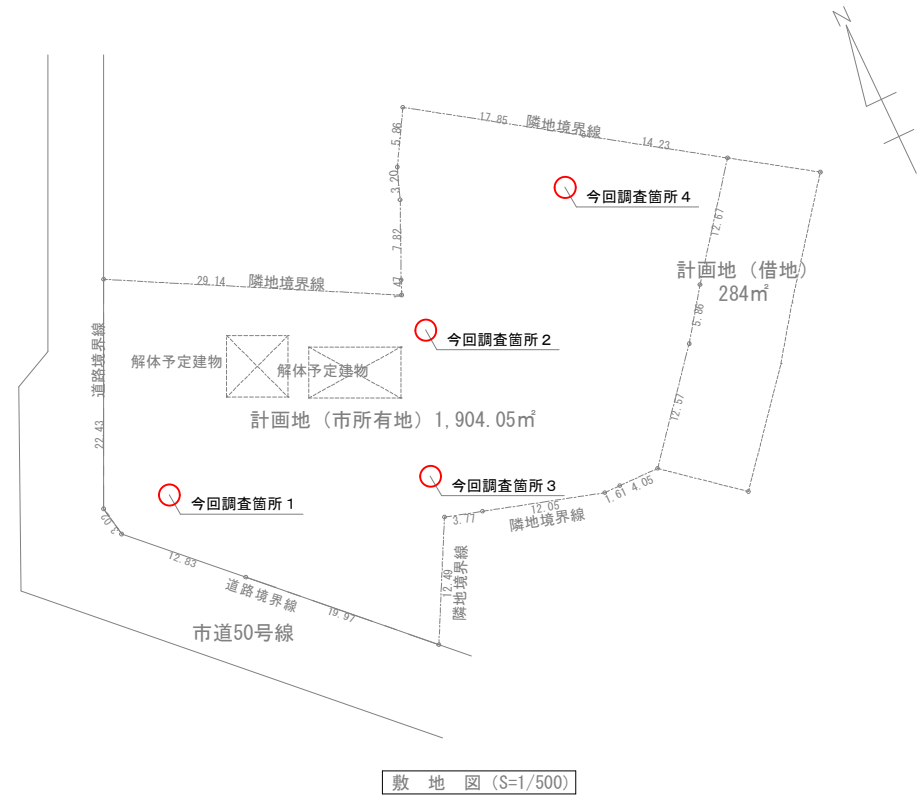 N
17.85
隣地境界線
14.23
5.86
3.20
7.82
今回調査箇所４
12.67
計画地（借地）
284㎡
29.14
隣地境界線
5.86
今回調査箇所２
道路境界線
解体予定建物
解体予定建物
12.57
計画地（市所有地）1,904.05㎡
22.43
今回調査箇所１
今回調査箇所３
3.02
3.77
12.05
隣地境界線
1.61
4.05
12.83
12.49
隣地境界線
道路境界線
19.97
市道50号線
敷　地　図 (S=1/500)